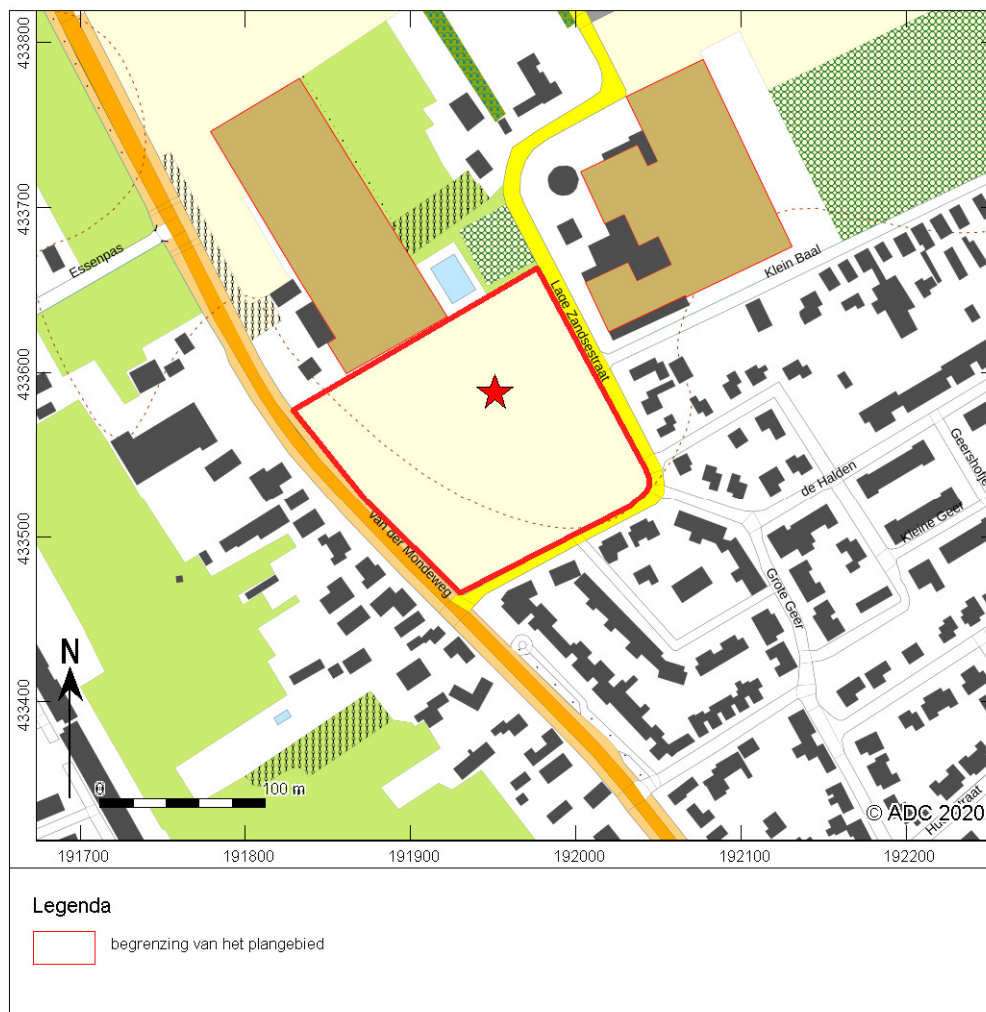 433800
433700
433600
433500
433400
Essenpas
Lage Zandsestraat
Klein Baal
de Halden
Geershofje
Kleine Geer
Grote Geer
van der Mondeweg
N
0
100 m
© ADC 2020
191700
191800
191900
192000
192100
192200
Legenda
begrenzing van het plangebied